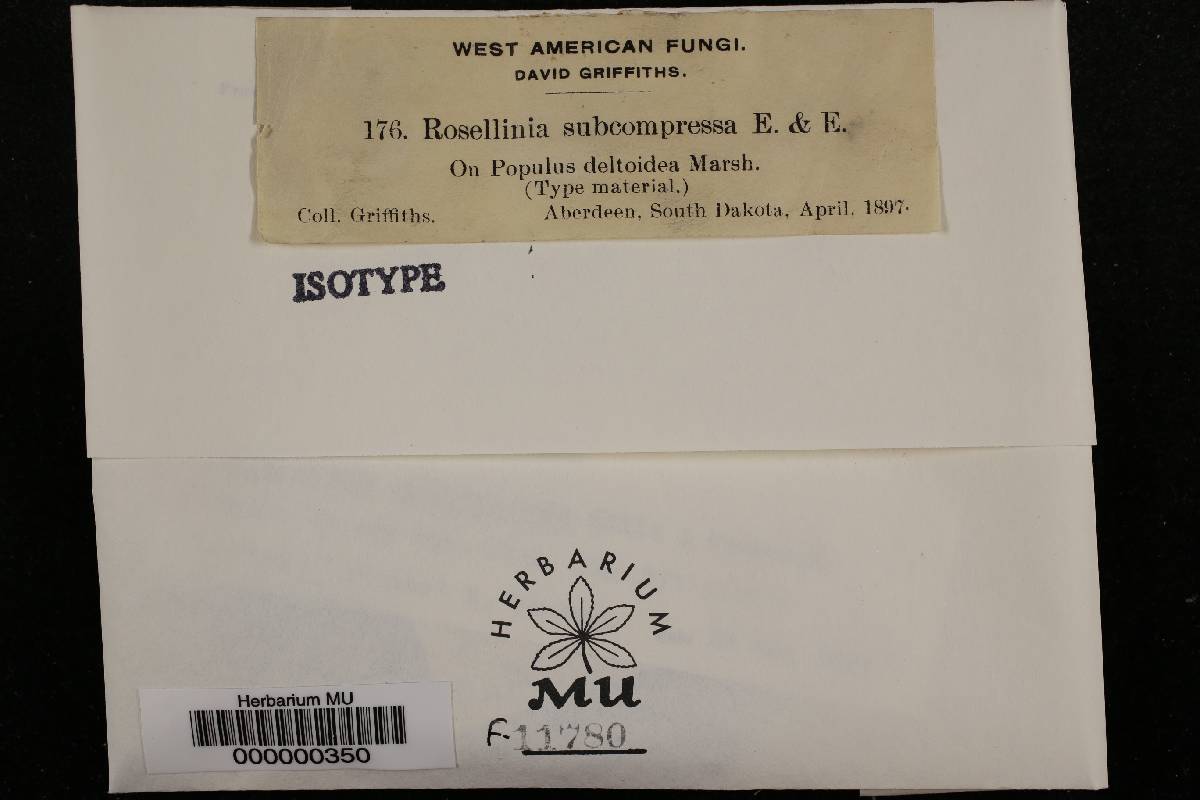 WEST AMERICAN FUNGI.
DAVID GRIFFITHS.
176. Rosellinia subcompressa E. & E.
On Populus deltoidea Marsh.
(Type material.)
Coll. Griffiths. Aberdeen, South Dakota, April, 1897.
ISOTYPE
HERBARIUM
MU
F-11780
Herbarium MU
000000350